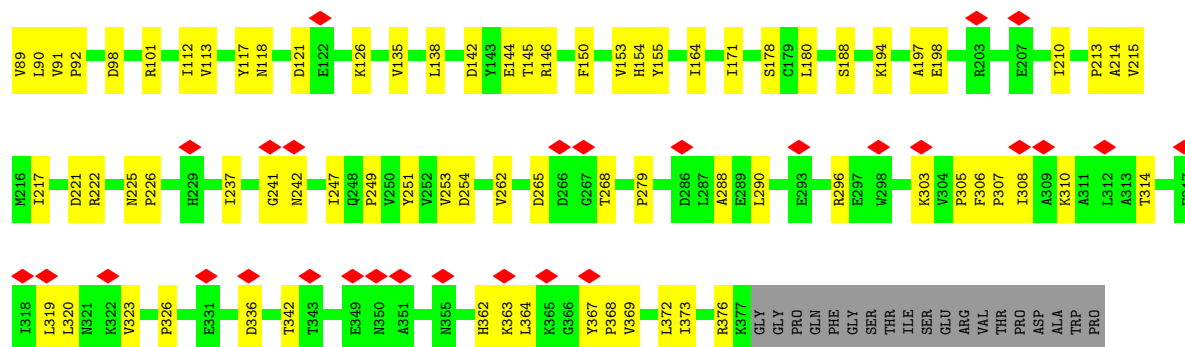 V89 L90 V91 P92 D98 R101 I112 V113 Y117 N118 D121 E122 K126 V135 L138 D142 Y143 E144 T145 R146 F150 V153 H154 Y155 I164 I171 S178 C179 L180 S188 K194 A197 E198 R203 E207 I210 P213 A214 V215
M216 I217 D221 R222 N225 P226 H229 I237 G241 N242 I247 Q248 P249 V250 Y251 V252 V253 D254 V262 D265 D266 G267 T268 P279 D286 L287 A288 E289 L290 E293 R296 E297 W298 K303 V304 P305 F306 P307 I308 A309 K310 A311 L312 A313 T314
I318 L319 L320 N321 K322 V323 P326 E331 D336 T342 T343 E349 N350 A351 N355 H362 K363 L364 K365 G366 Y367 P368 V369 L372 I373 R376 K377 GLY GLY PRO GLN PHE GLY SER THR ILE SER GLU ARG VAL THR PRO ASP ALA TRP PRO